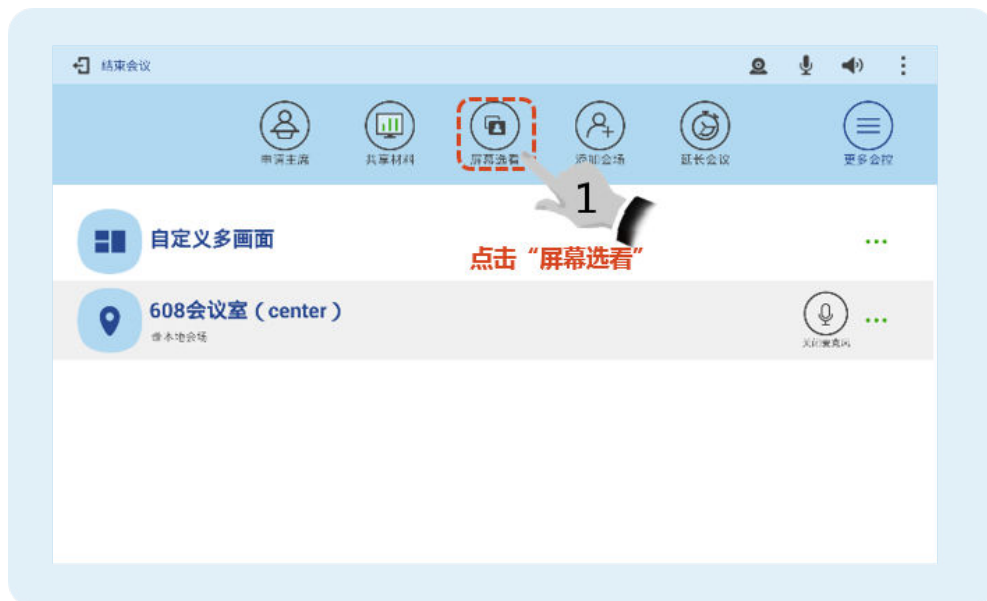 结束会议
申请主席
共享材料
屏幕选看
添加会场
延长会议
更多会控
1
自定义多画面
点击“屏幕选看”
608会议室（center）
本地会场
关闭麦克风